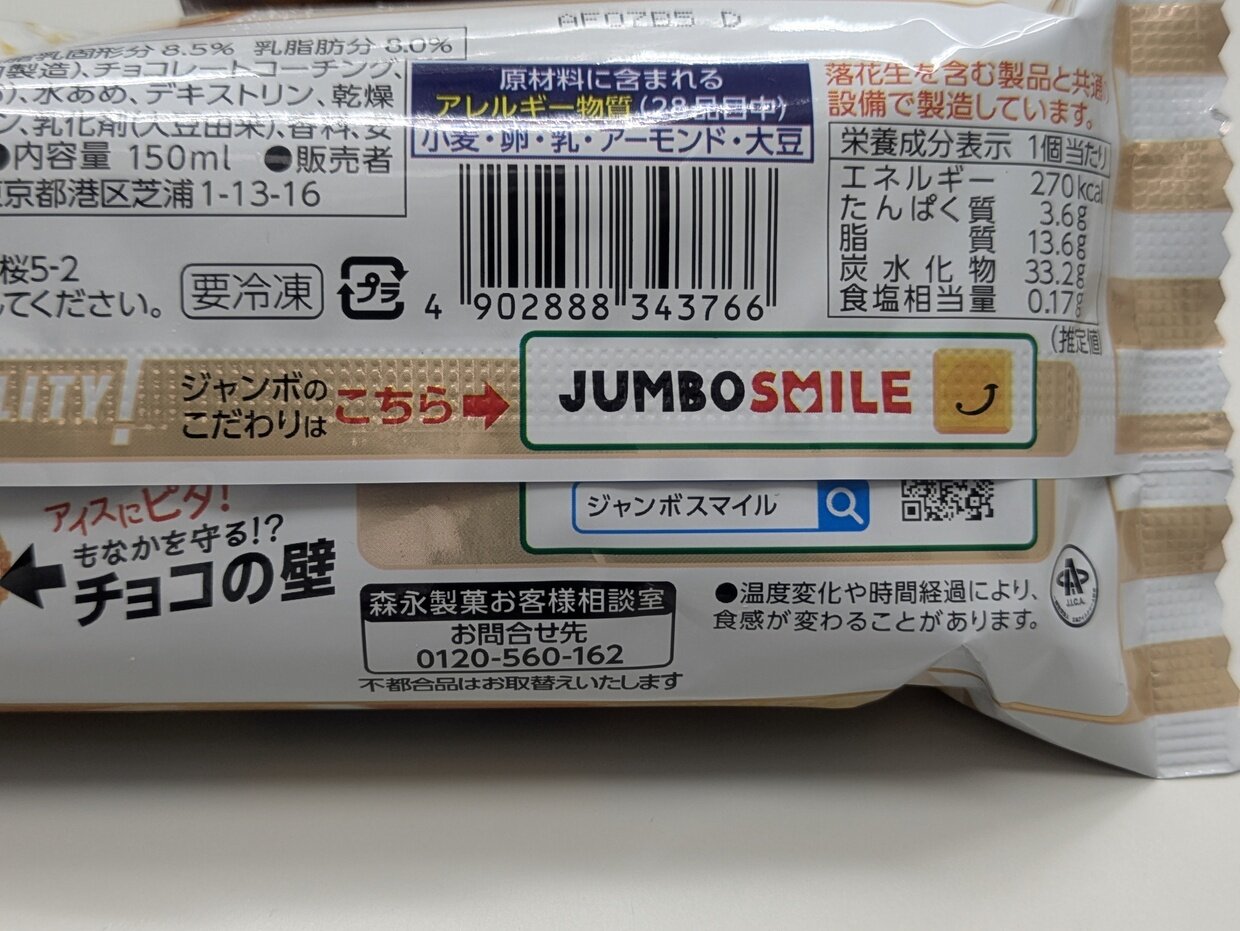 乳固形分 8.5% 乳脂肪分 8.0%
製造)、チョコレートコーチング、
水あめ、デキストリン、乾燥
ン、乳化剤(大豆由来)、香料、安
●内容量 150ml ●販売者
東京都港区芝浦1-13-16
桜5-2
てください。
要冷凍
プラ
原材料に含まれる
アレルギー物質(28品目中)
小麦・卵・乳・アーモンド・大豆
4 902888 343766
落花生を含む製品と共通
設備で製造しています。
栄養成分表示 1個当たり
エネルギー 270kcal
たんぱく質 3.6g
脂質 13.6g
炭水化物 33.2g
食塩相当量 0.17g
(推定値)
LITY!
ジャンボの
こだわりは
こちら
JUMBO SMILE
ジャンボスマイル
アイスにピタ!
もなかを守る!?
チョコの壁
森永製菓お客様相談室
お問合せ先
0120-560-162
不都合品はお取替えいたします
●温度変化や時間経過により、
食感が変わることがあります。
J.I.C.A.